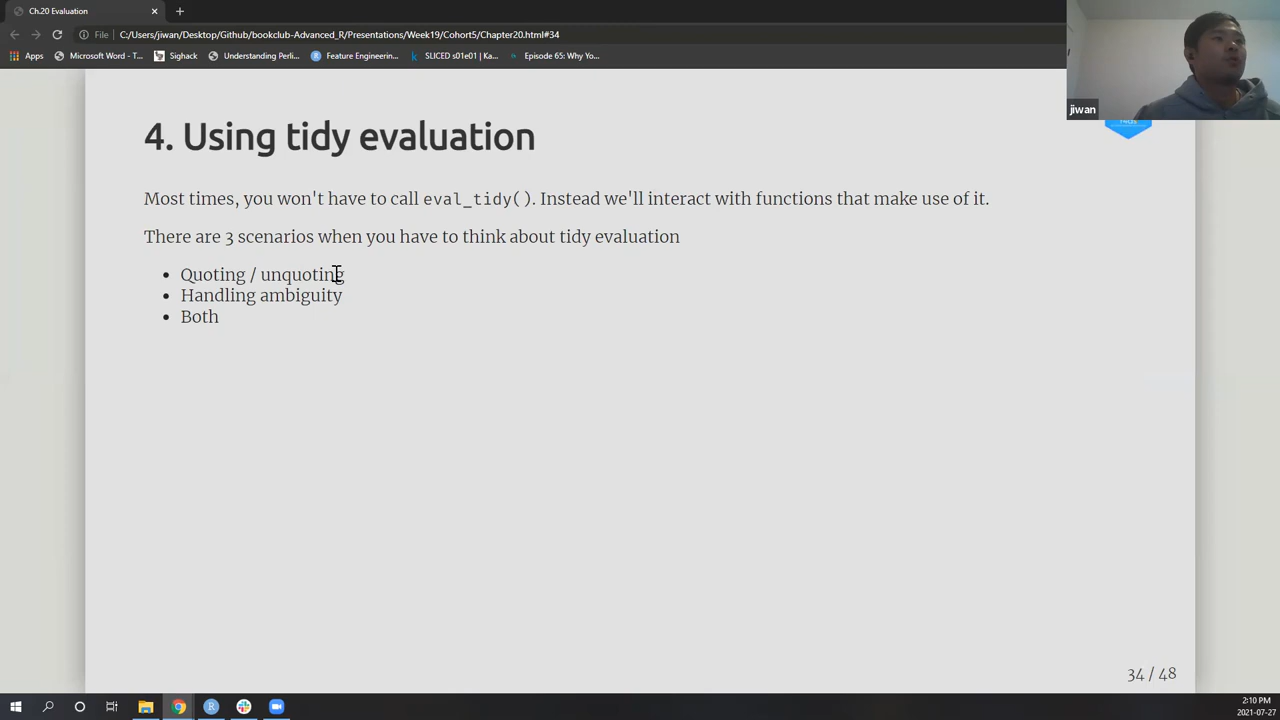 Ch.20 Evaluation
File
C:/Users/jiwan/Desktop/Github/bookclub-Advanced_R/Presentations/Week19/Cohort5/Chapter20.html#34
Apps
Microsoft Word - T...
Sighack
Understanding Perli...
Feature Engineerin...
SLICED s01e01 | Ka...
Episode 65: Why Yo...
jiwan
4. Using tidy evaluation
Most times, you won't have to call eval_tidy(). Instead we'll interact with functions that make use of it.
There are 3 scenarios when you have to think about tidy evaluation
• Quoting / unquoting
• Handling ambiguity
• Both
34 / 48
2:10 PM
2021-07-27